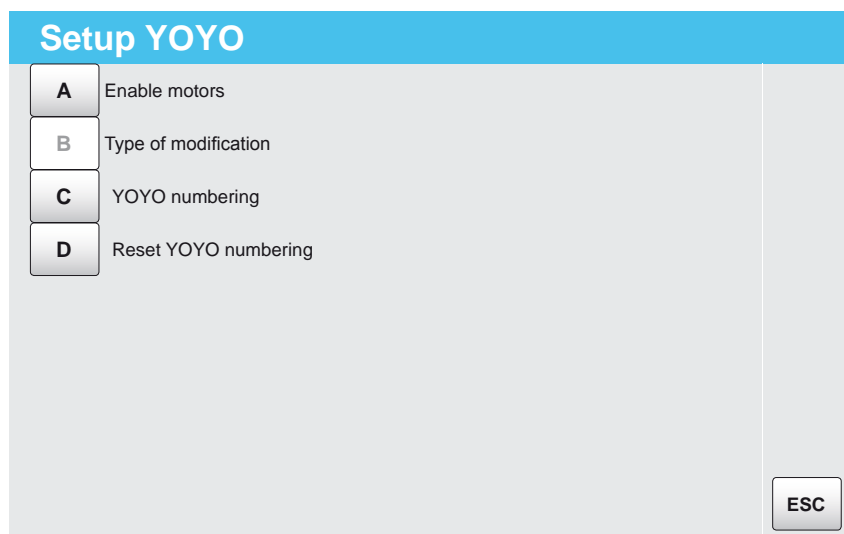 Setup YOYO
A Enable motors
B Type of modification
C YOYO numbering
D Reset YOYO numbering
ESC